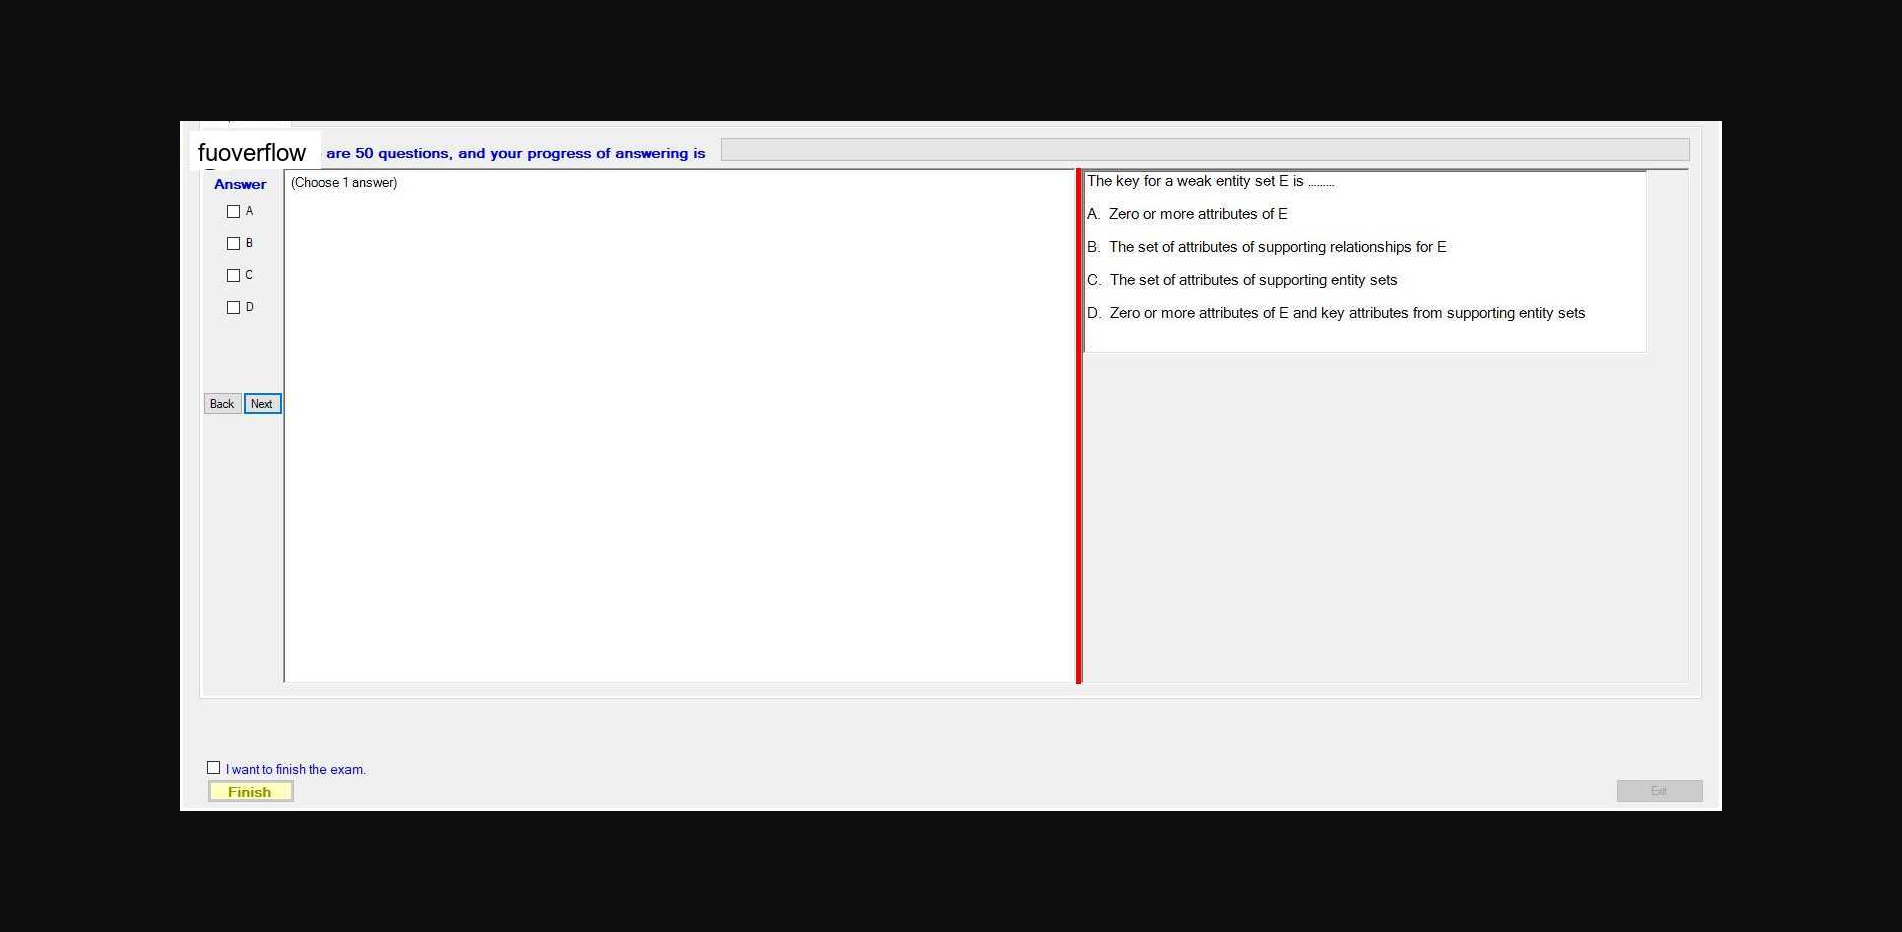 fuoverflow are 50 questions, and your progress of answering is
Answer
A
B
C
D
Back Next
(Choose 1 answer)
The key for a weak entity set E is .........
A. Zero or more attributes of E
B. The set of attributes of supporting relationships for E
C. The set of attributes of supporting entity sets
D. Zero or more attributes of E and key attributes from supporting entity sets
I want to finish the exam.
Finish
Exit